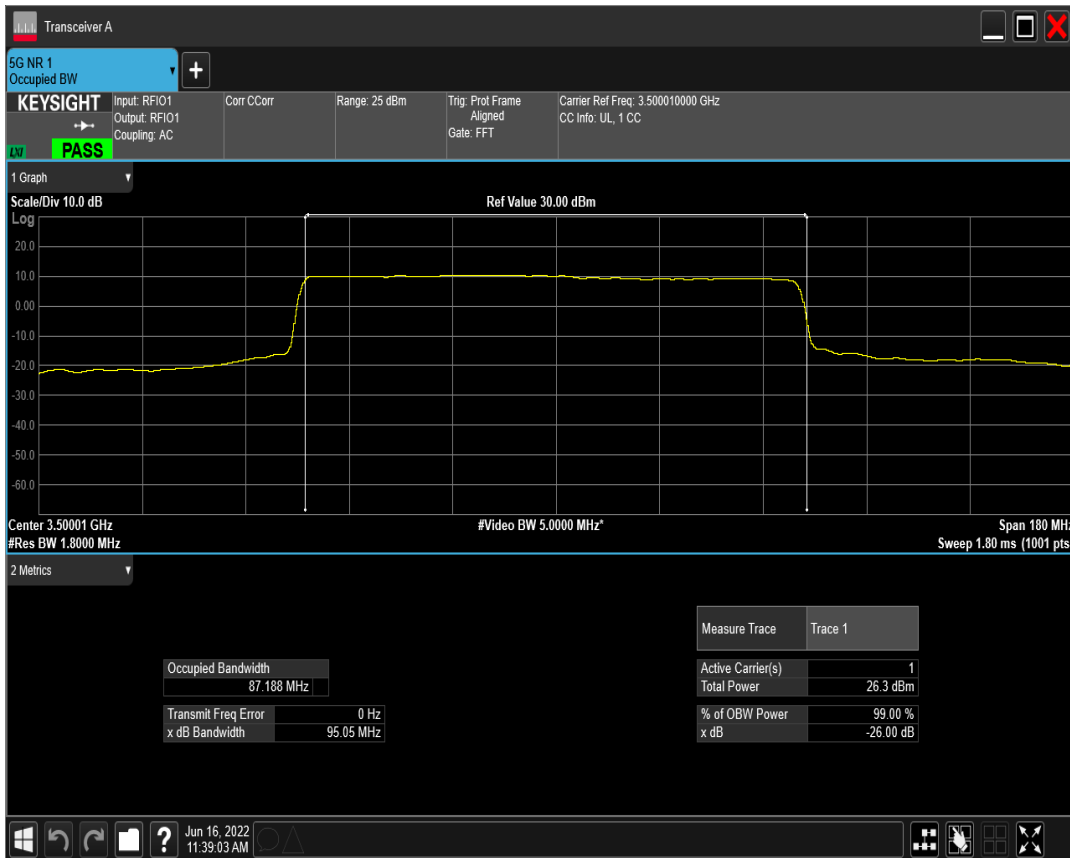 Transceiver A
5G NR 1
Occupied BW
+
KEYSIGHT
LXI
PASS
Input: RFIO1
Output: RFIO1
Coupling: AC
Corr CCorr
Range: 25 dBm
Trig: Prot Frame
Aligned
Gate: FFT
Carrier Ref Freq: 3.500010000 GHz
CC Info: UL, 1 CC
1 Graph
Scale/Div 10.0 dB
Ref Value 30.00 dBm
Log
20.0
10.0
0.00
-10.0
-20.0
-30.0
-40.0
-50.0
-60.0
Center 3.50001 GHz
#Video BW 5.0000 MHz*
Span 180 MHz
#Res BW 1.8000 MHz
Sweep 1.80 ms (1001 pts
2 Metrics
Measure Trace Trace 1
Occupied Bandwidth
87.188 MHz
Active Carrier(s) 1
Total Power 26.3 dBm
Transmit Freq Error 0 Hz
x dB Bandwidth 95.05 MHz
% of OBW Power 99.00 %
x dB -26.00 dB
?
Jun 16, 2022
11:39:03 AM